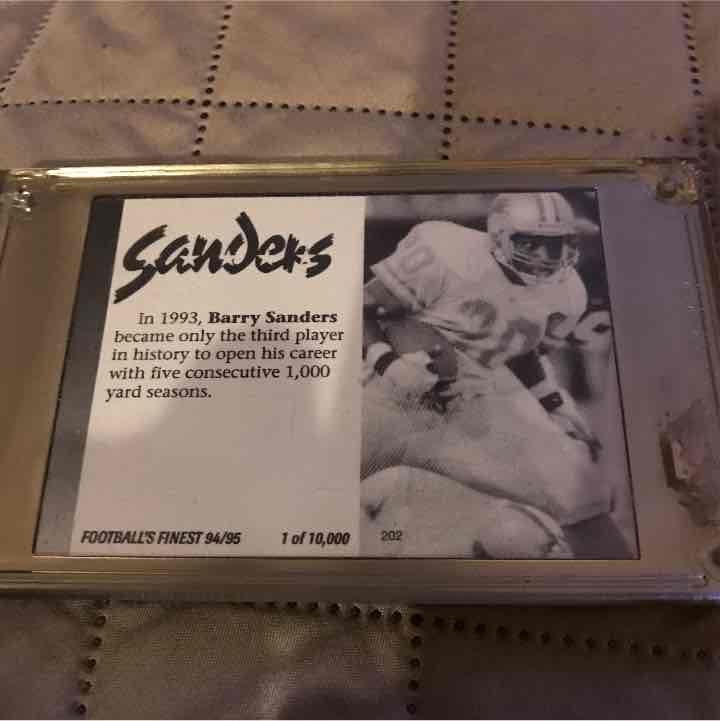 Sanders
In 1993, Barry Sanders
became only the third player
in history to open his career
with five consecutive 1,000
yard seasons.
FOOTBALL'S FINEST 94/95 1 of 10,000 202
20
20